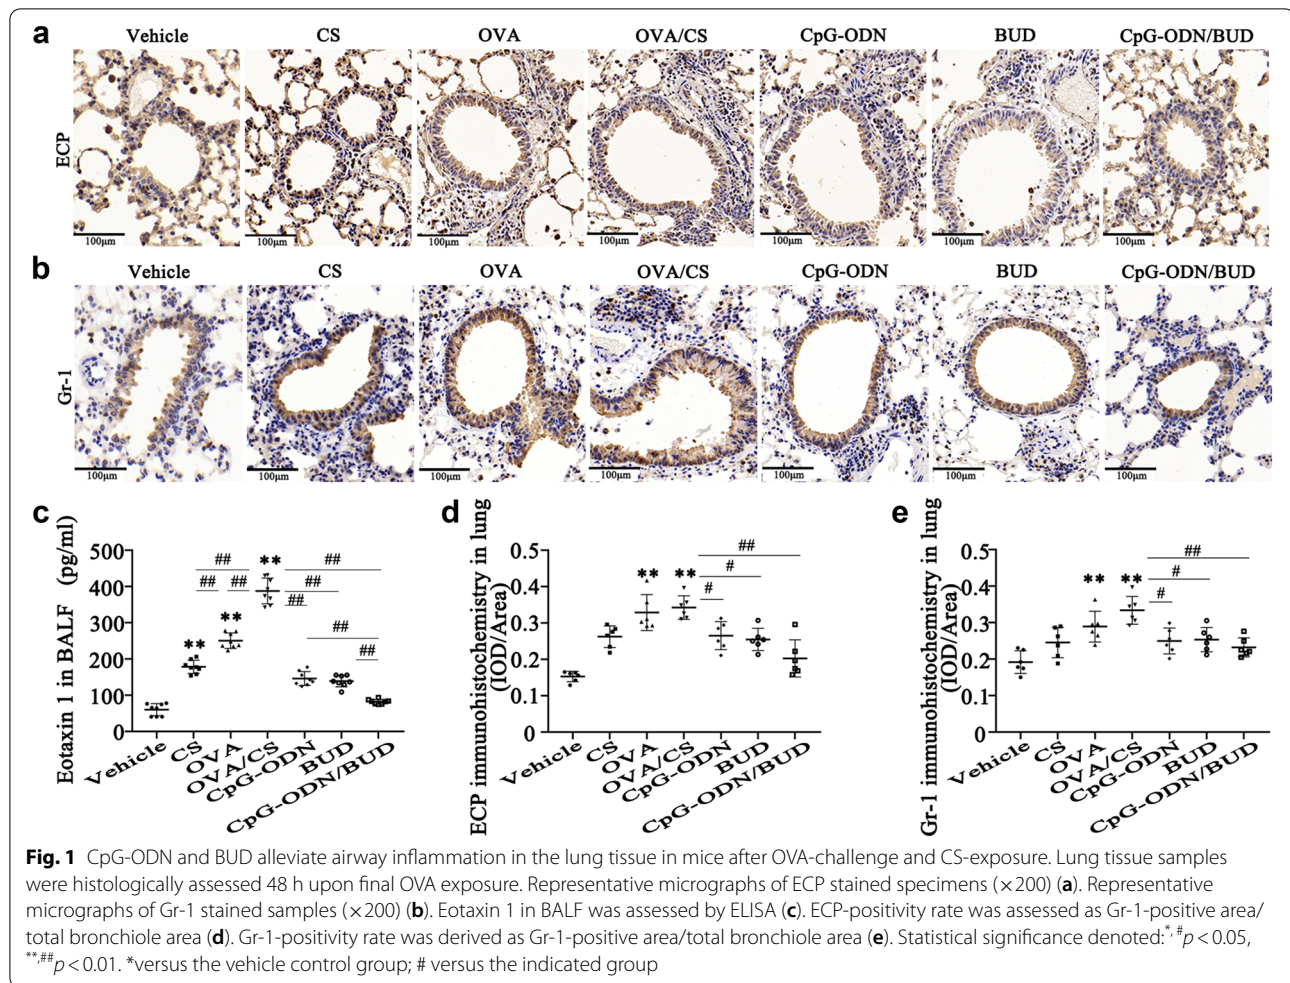 a
Vehicle CS OVA OVA/CS CpG-ODN BUD CpG-ODN/BUD
ECP
100μm 100μm 100μm 100μm 100μm 100μm 100μm
b
Vehicle CS OVA OVA/CS CpG-ODN BUD CpG-ODN/BUD
Gr-1
100μm 100μm 100μm 100μm 100μm 100μm 100μm
c
Eotaxin 1 in BALF (pg/ml)
500
400
300
200
100
0
** ** **
## ## ## ## ## ## ## ##
Vehicle CS OVA OVA/CS CpG-ODN BUD CpG-ODN/BUD
d
ECP immunohistochemistry in lung
(IOD/Area)
0.5
0.4
0.3
0.2
0.1
0
** **
# # ##
Vehicle CS OVA OVA/CS CpG-ODN BUD CpG-ODN/BUD
e
Gr-1 immunohistochemistry in lung
(IOD/Area)
0.5
0.4
0.3
0.2
0.1
0
** **
# # ##
Vehicle CS OVA OVA/CS CpG-ODN BUD CpG-ODN/BUD
Fig. 1 CpG-ODN and BUD alleviate airway inflammation in the lung tissue in mice after OVA-challenge and CS-exposure. Lung tissue samples
were histologically assessed 48 h upon final OVA exposure. Representative micrographs of ECP stained specimens (×200) (a). Representative
micrographs of Gr-1 stained samples (×200) (b). Eotaxin 1 in BALF was assessed by ELISA (c). ECP-positivity rate was assessed as Gr-1-positive area/
total bronchiole area (d). Gr-1-positivity rate was derived as Gr-1-positive area/total bronchiole area (e). Statistical significance denoted:*, #p < 0.05,
**,##p < 0.01. *versus the vehicle control group; # versus the indicated group